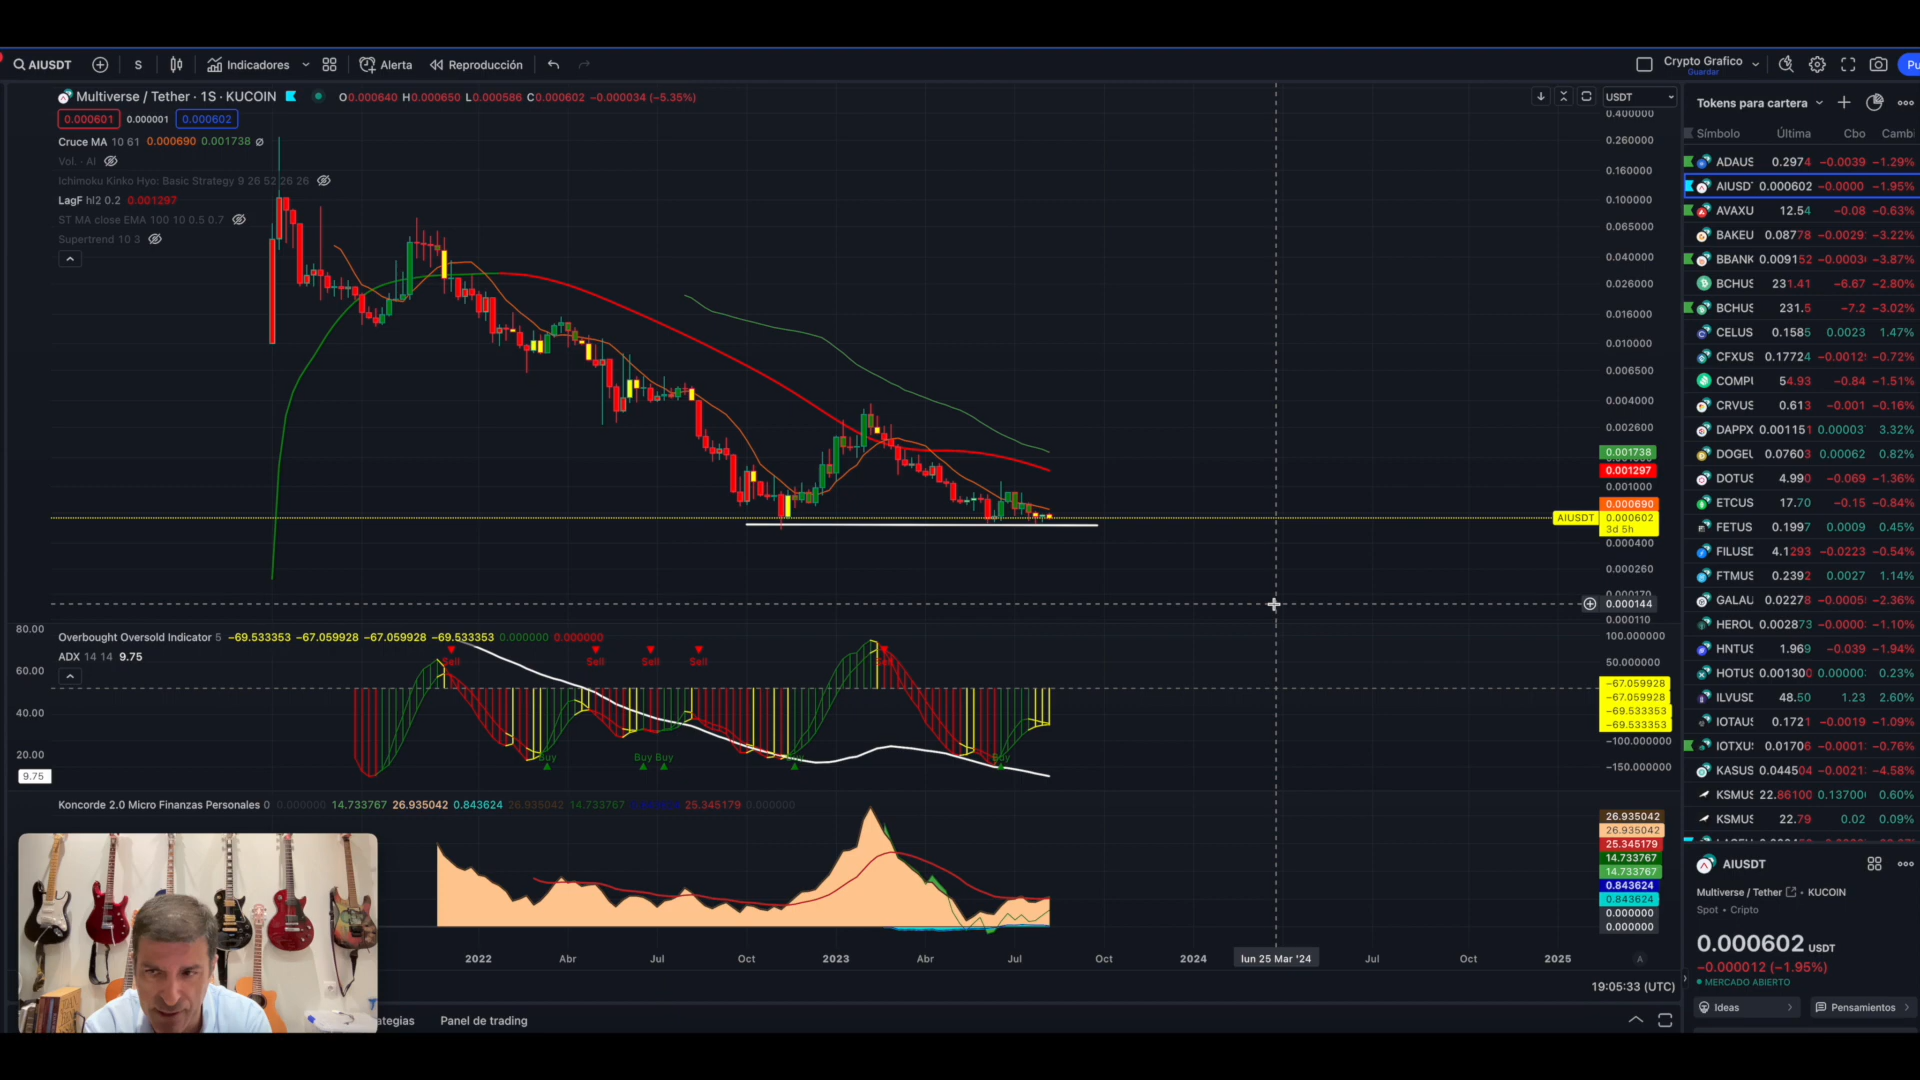 AIUSDT S Indicadores Alerta Reproducción Crypto Grafico Guardar Pu
Multiverse / Tether · 1S · KUCOIN O0.000640 H0.000650 L0.000586 C0.000602 −0.000034 (−5.35%)
0.000601 0.000001 0.000602
Cruce MA 10 61 0.000690 0.001738 ∅
Vol. · AI
Ichimoku Kinko Hyo: Basic Strategy 9 26 52 26 26
LagF hl2 0.2 0.001297
ST MA close EMA 100 10 0.5 0.7
Supertrend 10 3
USDT
0.400000
0.260000
0.160000
0.100000
0.065000
0.040000
0.026000
0.016000
0.010000
0.006500
0.004000
0.002600
0.001738
0.001297
0.001000
0.000690
AIUSDT 0.000602
3d 5h
0.000400
0.000260
0.000170
0.000144
0.000110
Overbought Oversold Indicator 5 −69.533353 −67.059928 −67.059928 −69.533353 0.000000 0.000000
ADX 14 14 9.75
80.00
60.00
40.00
20.00
9.75
Sell Sell Sell Sell Sell
Buy Buy Buy Buy Buy
100.000000
50.000000
−67.059928
−67.059928
−69.533353
−69.533353
−100.000000
−150.000000
Koncorde 2.0 Micro Finanzas Personales 0 0.000000 14.733767 26.935042 0.843624 26.935042 14.733767 0.843624 25.345179 0.000000
26.935042
26.935042
25.345179
14.733767
14.733767
0.843624
0.843624
0.000000
0.000000
2022 Abr Jul Oct 2023 Abr Jul Oct 2024 lun 25 Mar '24 Jul Oct 2025 A
19:05:33 (UTC)
ategias Panel de trading
Tokens para cartera
Símbolo Última Cbo Cambi
ADAUS 0.2974 −0.0039 −1.29%
AIUSD 0.000602 −0.0000 −1.95%
AVAXU 12.54 −0.08 −0.63%
BAKEU 0.08778 −0.0029 −3.22%
BBANK 0.009152 −0.0003 −3.87%
BCHUS 231.41 −6.67 −2.80%
BCHUS 231.5 −7.2 −3.02%
CELUS 0.1585 0.0023 1.47%
CFXUS 0.17724 −0.0012 −0.72%
COMPU 54.93 −0.84 −1.51%
CRVUS 0.613 −0.001 −0.16%
DAPPX 0.001151 0.00003 3.32%
DOGEU 0.07603 0.00062 0.82%
DOTUS 4.990 −0.069 −1.36%
ETCUS 17.70 −0.15 −0.84%
FETUS 0.1997 0.0009 0.45%
FILUSD 4.1293 −0.0223 −0.54%
FTMUS 0.2392 0.0027 1.14%
GALAU 0.02278 −0.0005 −2.36%
HEROU 0.002873 −0.0000 −1.10%
HNTUS 1.969 −0.039 −1.94%
HOTUS 0.001300 0.00000 0.23%
ILVUSD 48.50 1.23 2.60%
IOTAUS 0.1721 −0.0019 −1.09%
IOTXUS 0.01706 −0.0001 −0.76%
KASUS 0.044504 −0.0021 −4.58%
KSMUS 22.86100 0.13700 0.60%
KSMUS 22.79 0.02 0.09%
AIUSDT
Multiverse / Tether • KUCOIN
Spot • Cripto
0.000602 USDT
−0.000012 (−1.95%)
MERCADO ABIERTO
Ideas Pensamientos